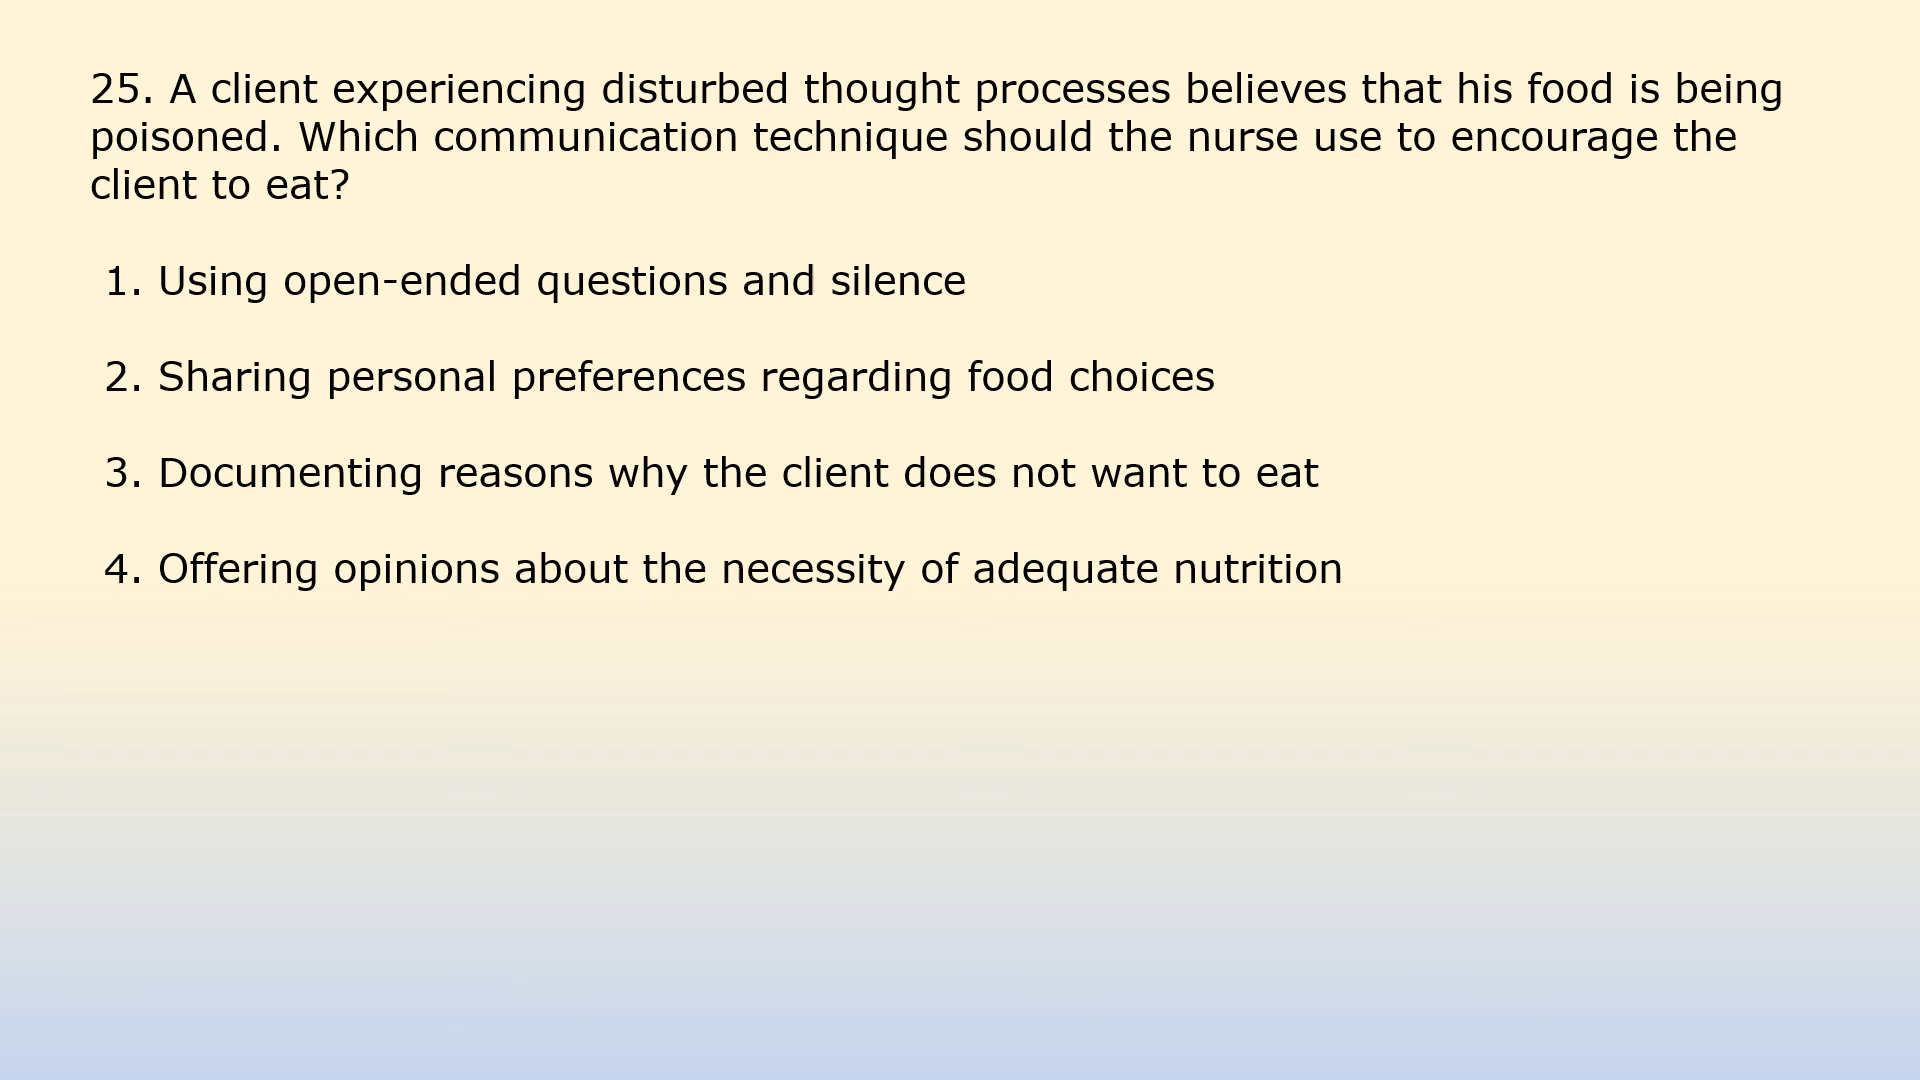 25. A client experiencing disturbed thought processes believes that his food is being
poisoned. Which communication technique should the nurse use to encourage the
client to eat?
1. Using open-ended questions and silence
2. Sharing personal preferences regarding food choices
3. Documenting reasons why the client does not want to eat
4. Offering opinions about the necessity of adequate nutrition